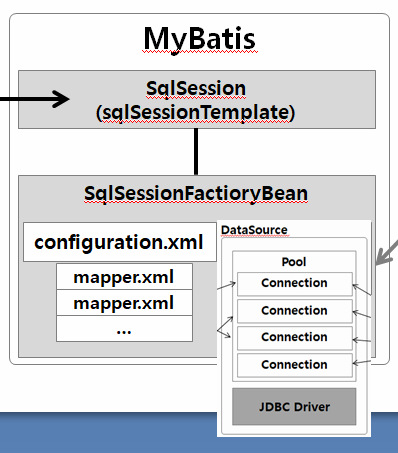 MyBatis
SqlSession
(sqlSessionTemplate)
SqlSessionFactioryBean
configuration.xml
mapper.xml
mapper.xml
...
DataSource
Pool
Connection
Connection
Connection
Connection
JDBC Driver